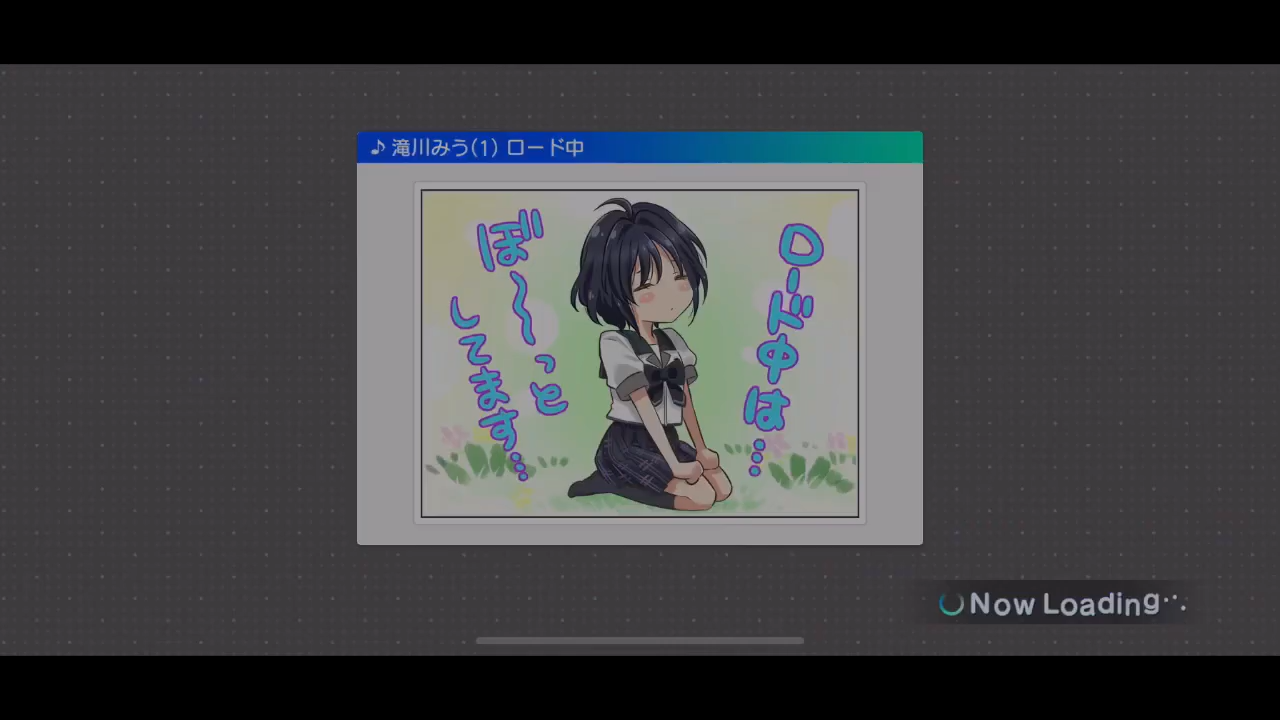 ♪ 滝川みう(1) ロード中
ロード中は…
ぼ〜〜っと
してます…
Now Loading...